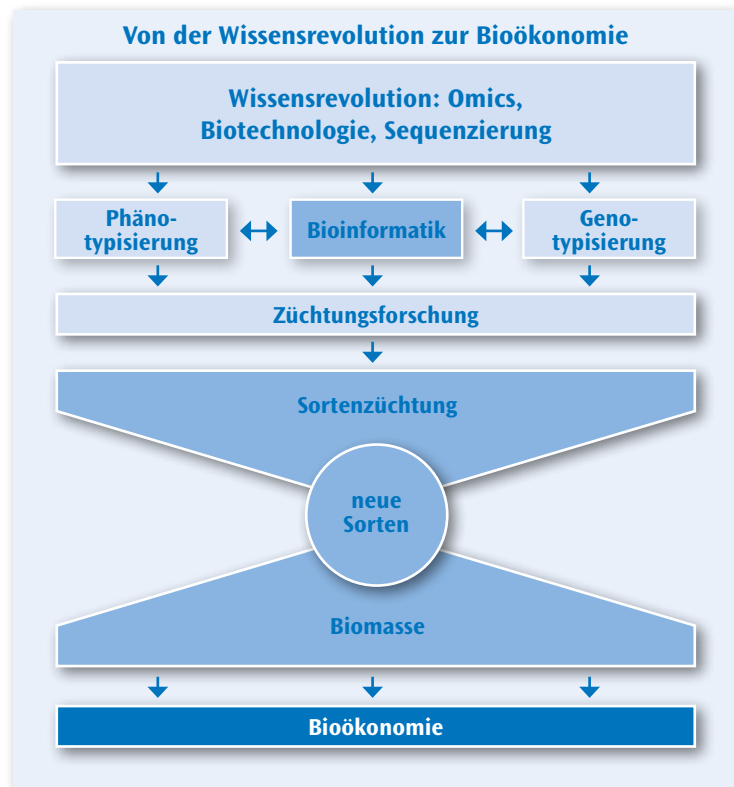 Von der Wissensrevolution zur Bioökonomie
Wissensrevolution: Omics,
Biotechnologie, Sequenzierung
Phäno-
typisierung
Bioinformatik
Geno-
typisierung
Züchtungsforschung
Sortenzüchtung
neue
Sorten
Biomasse
Bioökonomie